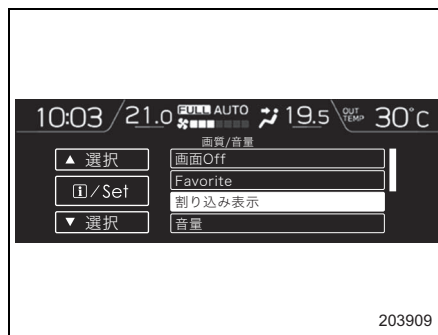 10:03 21.0 FULL AUTO 19.5 OUT TEMP 30°c
画質/音量
▲ 選択
i/Set
▼ 選択
画面Off
Favorite
割り込み表示
音量
203909